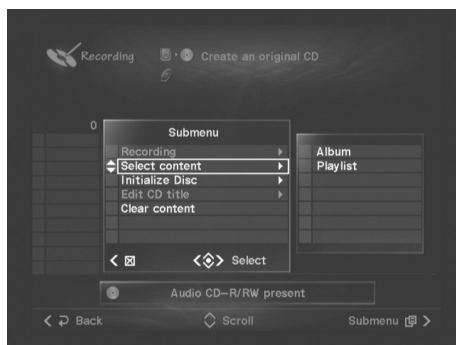 Recording
Create an original CD
0
Submenu
Recording
Select content
Initialize Disc
Edit CD title
Clear content
Select
Album
Playlist
Audio CD–R/RW present
Back
Scroll
Submenu